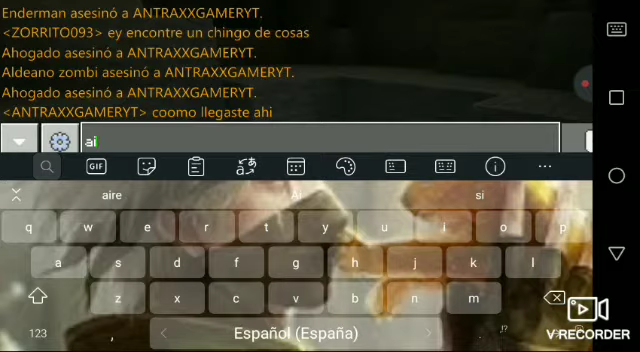 Enderman asesinó a ANTRAXXGAMERYT.
<ZORRITO093> ey encontre un chingo de cosas
Ahogado asesinó a ANTRAXXGAMERYT.
Aldeano zombi asesinó a ANTRAXXGAMERYT.
Ahogado asesinó a ANTRAXXGAMERYT.
<ANTRAXXGAMERYT> coomo llegaste ahi
ai
GIF
aire Ai si
q w e r t y u i o p
a s d f g h j k l
z x c v b n m
123 , Español (España) . !?
V RECORDER